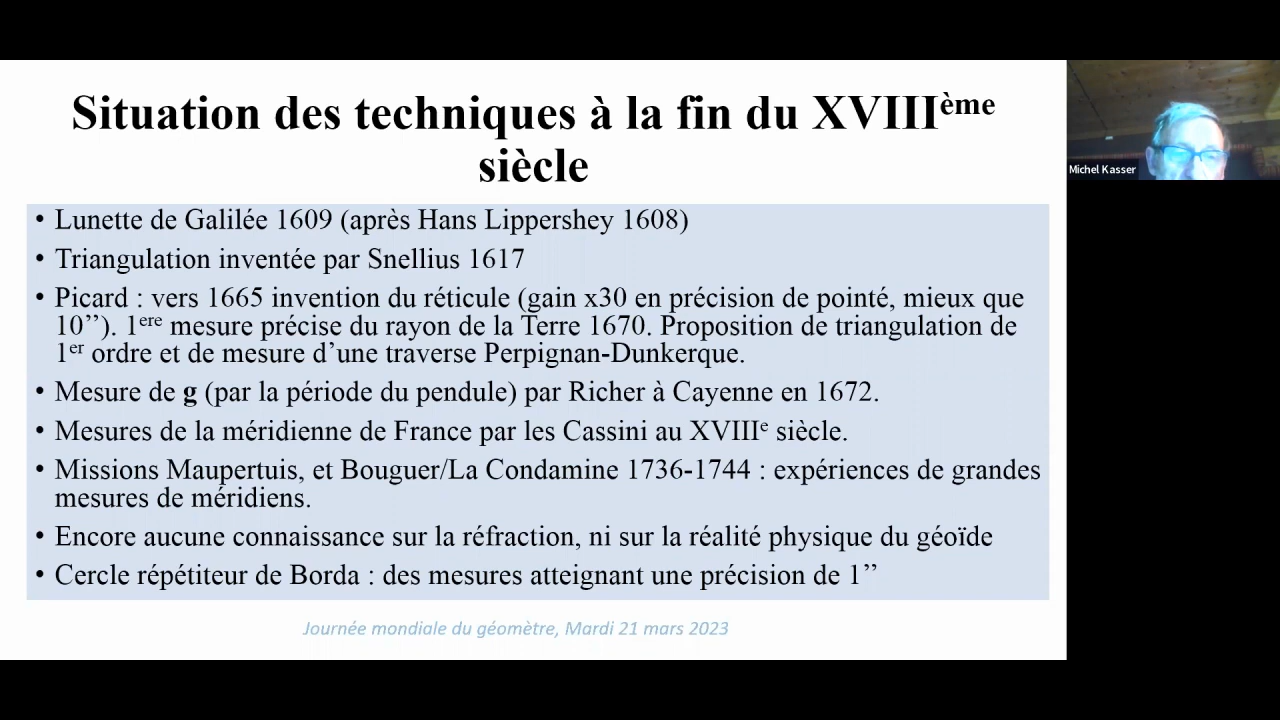 Situation des techniques à la fin du XVIIIème
siècle
Michel Kasser
• Lunette de Galilée 1609 (après Hans Lippershey 1608)
• Triangulation inventée par Snellius 1617
• Picard : vers 1665 invention du réticule (gain x30 en précision de pointé, mieux que
10’’). 1ere mesure précise du rayon de la Terre 1670. Proposition de triangulation de
1er ordre et de mesure d’une traverse Perpignan-Dunkerque.
• Mesure de g (par la période du pendule) par Richer à Cayenne en 1672.
• Mesures de la méridienne de France par les Cassini au XVIIIe siècle.
• Missions Maupertuis, et Bouguer/La Condamine 1736-1744 : expériences de grandes
mesures de méridiens.
• Encore aucune connaissance sur la réfraction, ni sur la réalité physique du géoïde
• Cercle répétiteur de Borda : des mesures atteignant une précision de 1’’
Journée mondiale du géomètre, Mardi 21 mars 2023